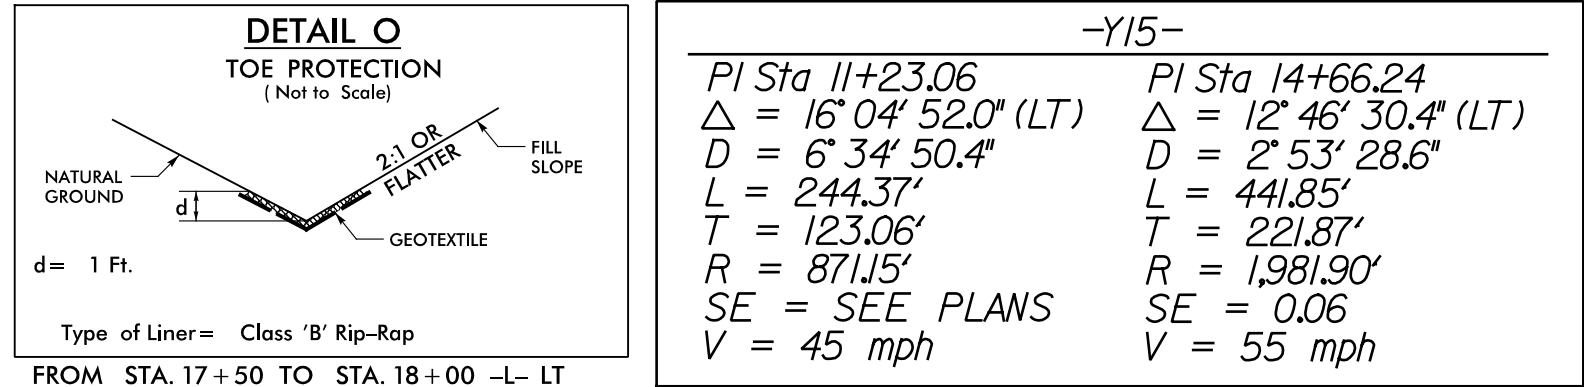 DETAIL O
TOE PROTECTION
( Not to Scale)
NATURAL
GROUND
d
2:1 OR
FLATTER
FILL
SLOPE
GEOTEXTILE
d= 1 Ft.
Type of Liner= Class 'B' Rip-Rap
FROM STA. 17+50 TO STA. 18+00 -L- LT
-Y15-
PI Sta 11+23.06
△ = 16° 04' 52.0" (LT)
D = 6° 34' 50.4"
L = 244.37'
T = 123.06'
R = 871.15'
SE = SEE PLANS
V = 45 mph
PI Sta 14+66.24
△ = 12° 46' 30.4" (LT)
D = 2° 53' 28.6"
L = 441.85'
T = 221.87'
R = 1,981.90'
SE = 0.06
V = 55 mph